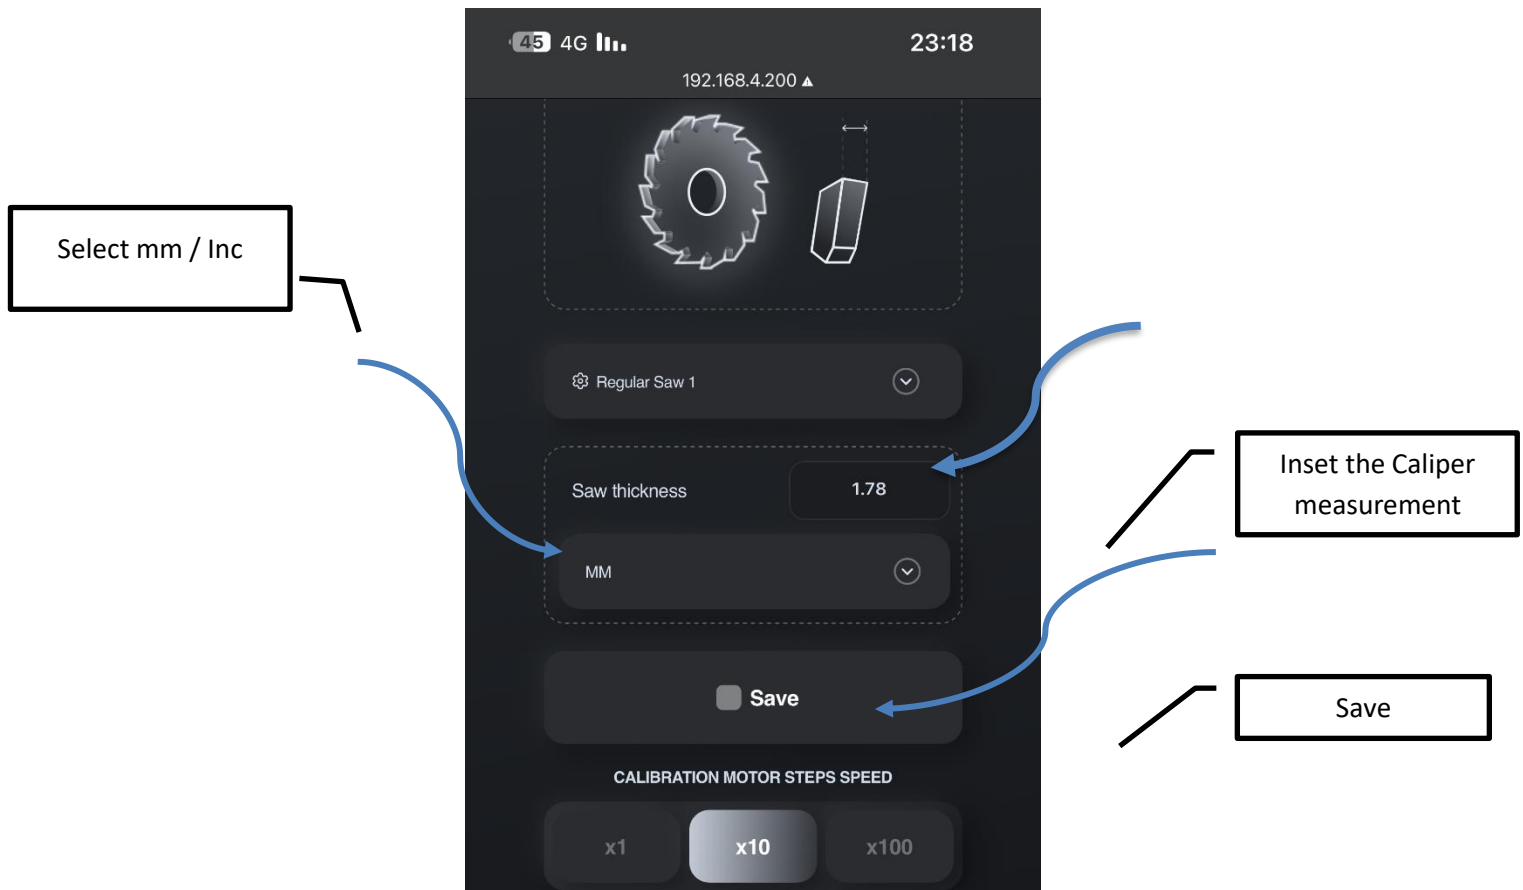 45 4G 23:18
192.168.4.200
Select mm / Inc
Regular Saw 1
Inset the Caliper
measurement
Saw thickness 1.78
MM
Save
Save
CALIBRATION MOTOR STEPS SPEED
x1 x10 x100